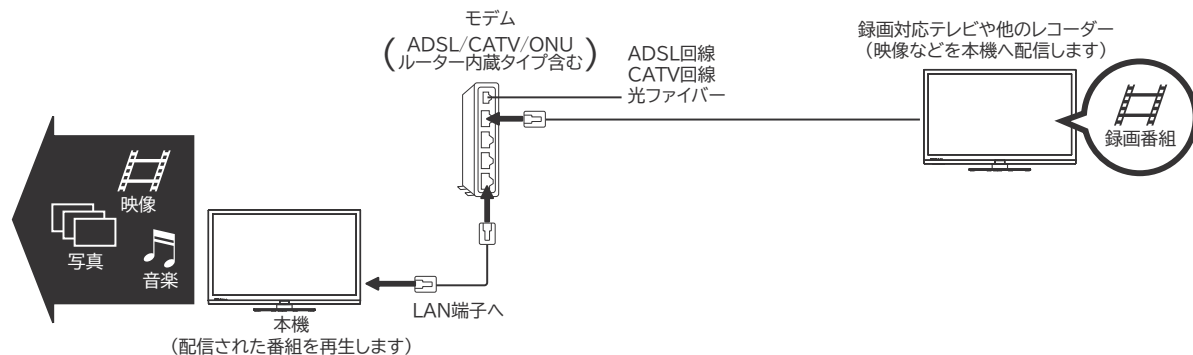 モデム
(ADSL/CATV/ONU
ルーター内蔵タイプ含む)
ADSL回線
CATV回線
光ファイバー
録画対応テレビや他のレコーダー
（映像などを本機へ配信します）
録画番組
映像
写真
音楽
LAN端子へ
本機
（配信された番組を再生します）